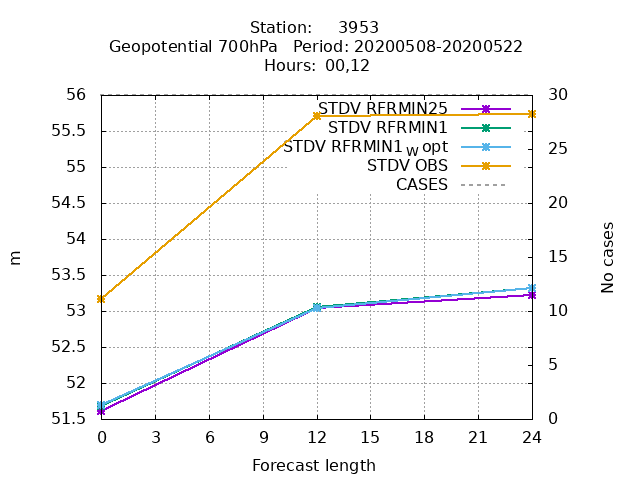 Station: 3953
Geopotential 700hPa Period: 20200508-20200522
Hours: 00,12
STDV RFRMIN25
STDV RFRMIN1
STDV RFRMIN1 W opt
STDV OBS
CASES
56
55.5
55
54.5
54
53.5
53
52.5
52
51.5
m
30
25
20
15
10
5
0
No cases
0 3 6 9 12 15 18 21 24
Forecast length